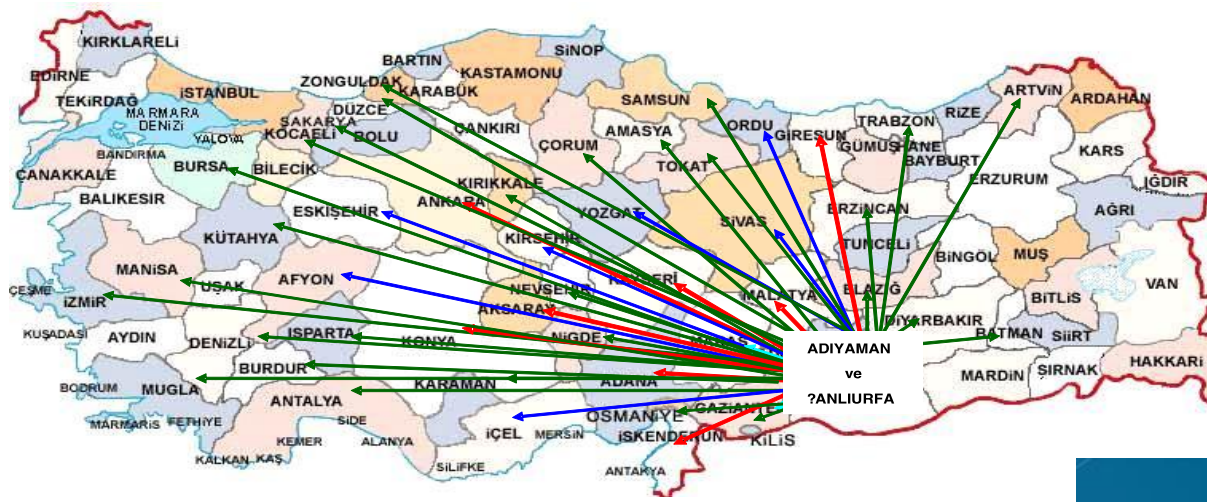 KIRKLARELİ
EDİRNE
TEKİRDAĞ
İSTANBUL
MARMARA
DENİZİ
YALOVA
KOCAELİ
SAKARYA
DÜZCE
ZONGULDAK
BARTIN
KARABÜK
KASTAMONU
SİNOP
SAMSUN
ORDU
GİRESUN
TRABZON
RİZE
ARTVİN
ARDAHAN
BANDIRMA
ÇANAKKALE
BURSA
BİLECİK
BOLU
ÇANKIRI
ÇORUM
AMASYA
TOKAT
GÜMÜŞHANE
BAYBURT
ERZURUM
KARS
IĞDIR
BALIKESIR
ESKIŞEHİR
ANKARA
KIRIKKALE
YOZGAT
SİVAS
ERZİNCAN
AĞRI
KÜTAHYA
KIRŞEHİR
TUNCELİ
BİNGÖL
MUŞ
MANİSA
UŞAK
AFYON
NEVŞEHİR
MALATYA
ELAZIĞ
BİTLİS
VAN
ÇEŞME
İZMİR
AKSARAY
NİĞDE
DİYARBAKIR
BATMAN
SİİRT
KUŞADASI
AYDIN
DENİZLİ
ISPARTA
KONYA
BURDUR
MARDİN
ŞIRNAK
HAKKARİ
BODRUM
MUGLA
ANTALYA
KARAMAN
ADANA
OSMANİYE
MARMARİS
FETHİYE
KALKAN
KAŞ
KEMER
SİDE
ALANYA
SİLİFKE
İÇEL
MERSİN
İSKENDERUN
ANTAKYA
KİLİS
ADIYAMAN
ve
?ANLIURFA